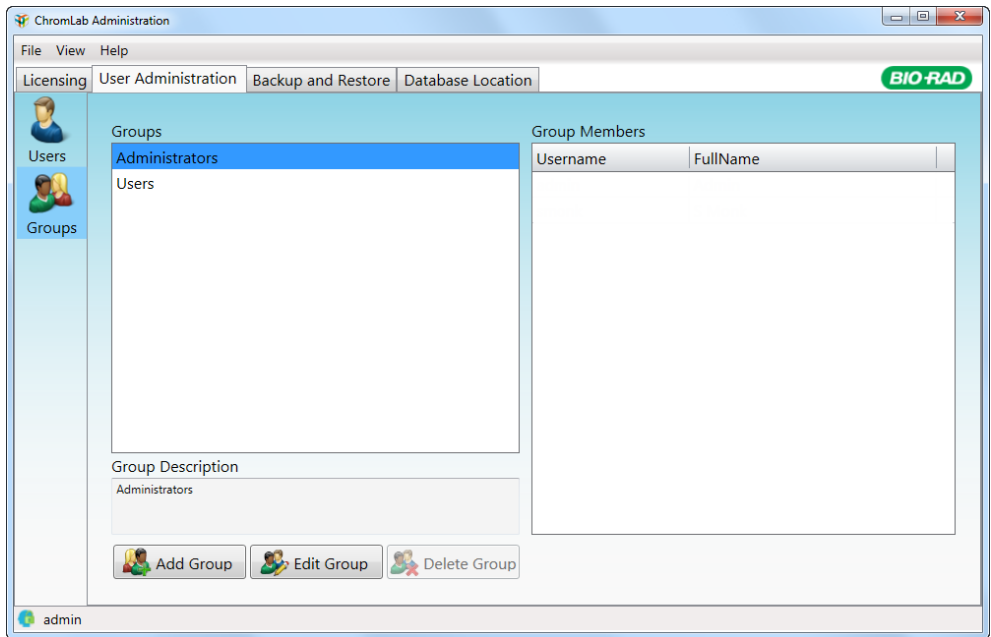 ChromLab Administration
File View Help
Licensing User Administration Backup and Restore Database Location BIO-RAD
Users
Groups
Groups
Administrators
Users
Group Members
Username FullName
Group Description
Administrators
Add Group Edit Group Delete Group
admin